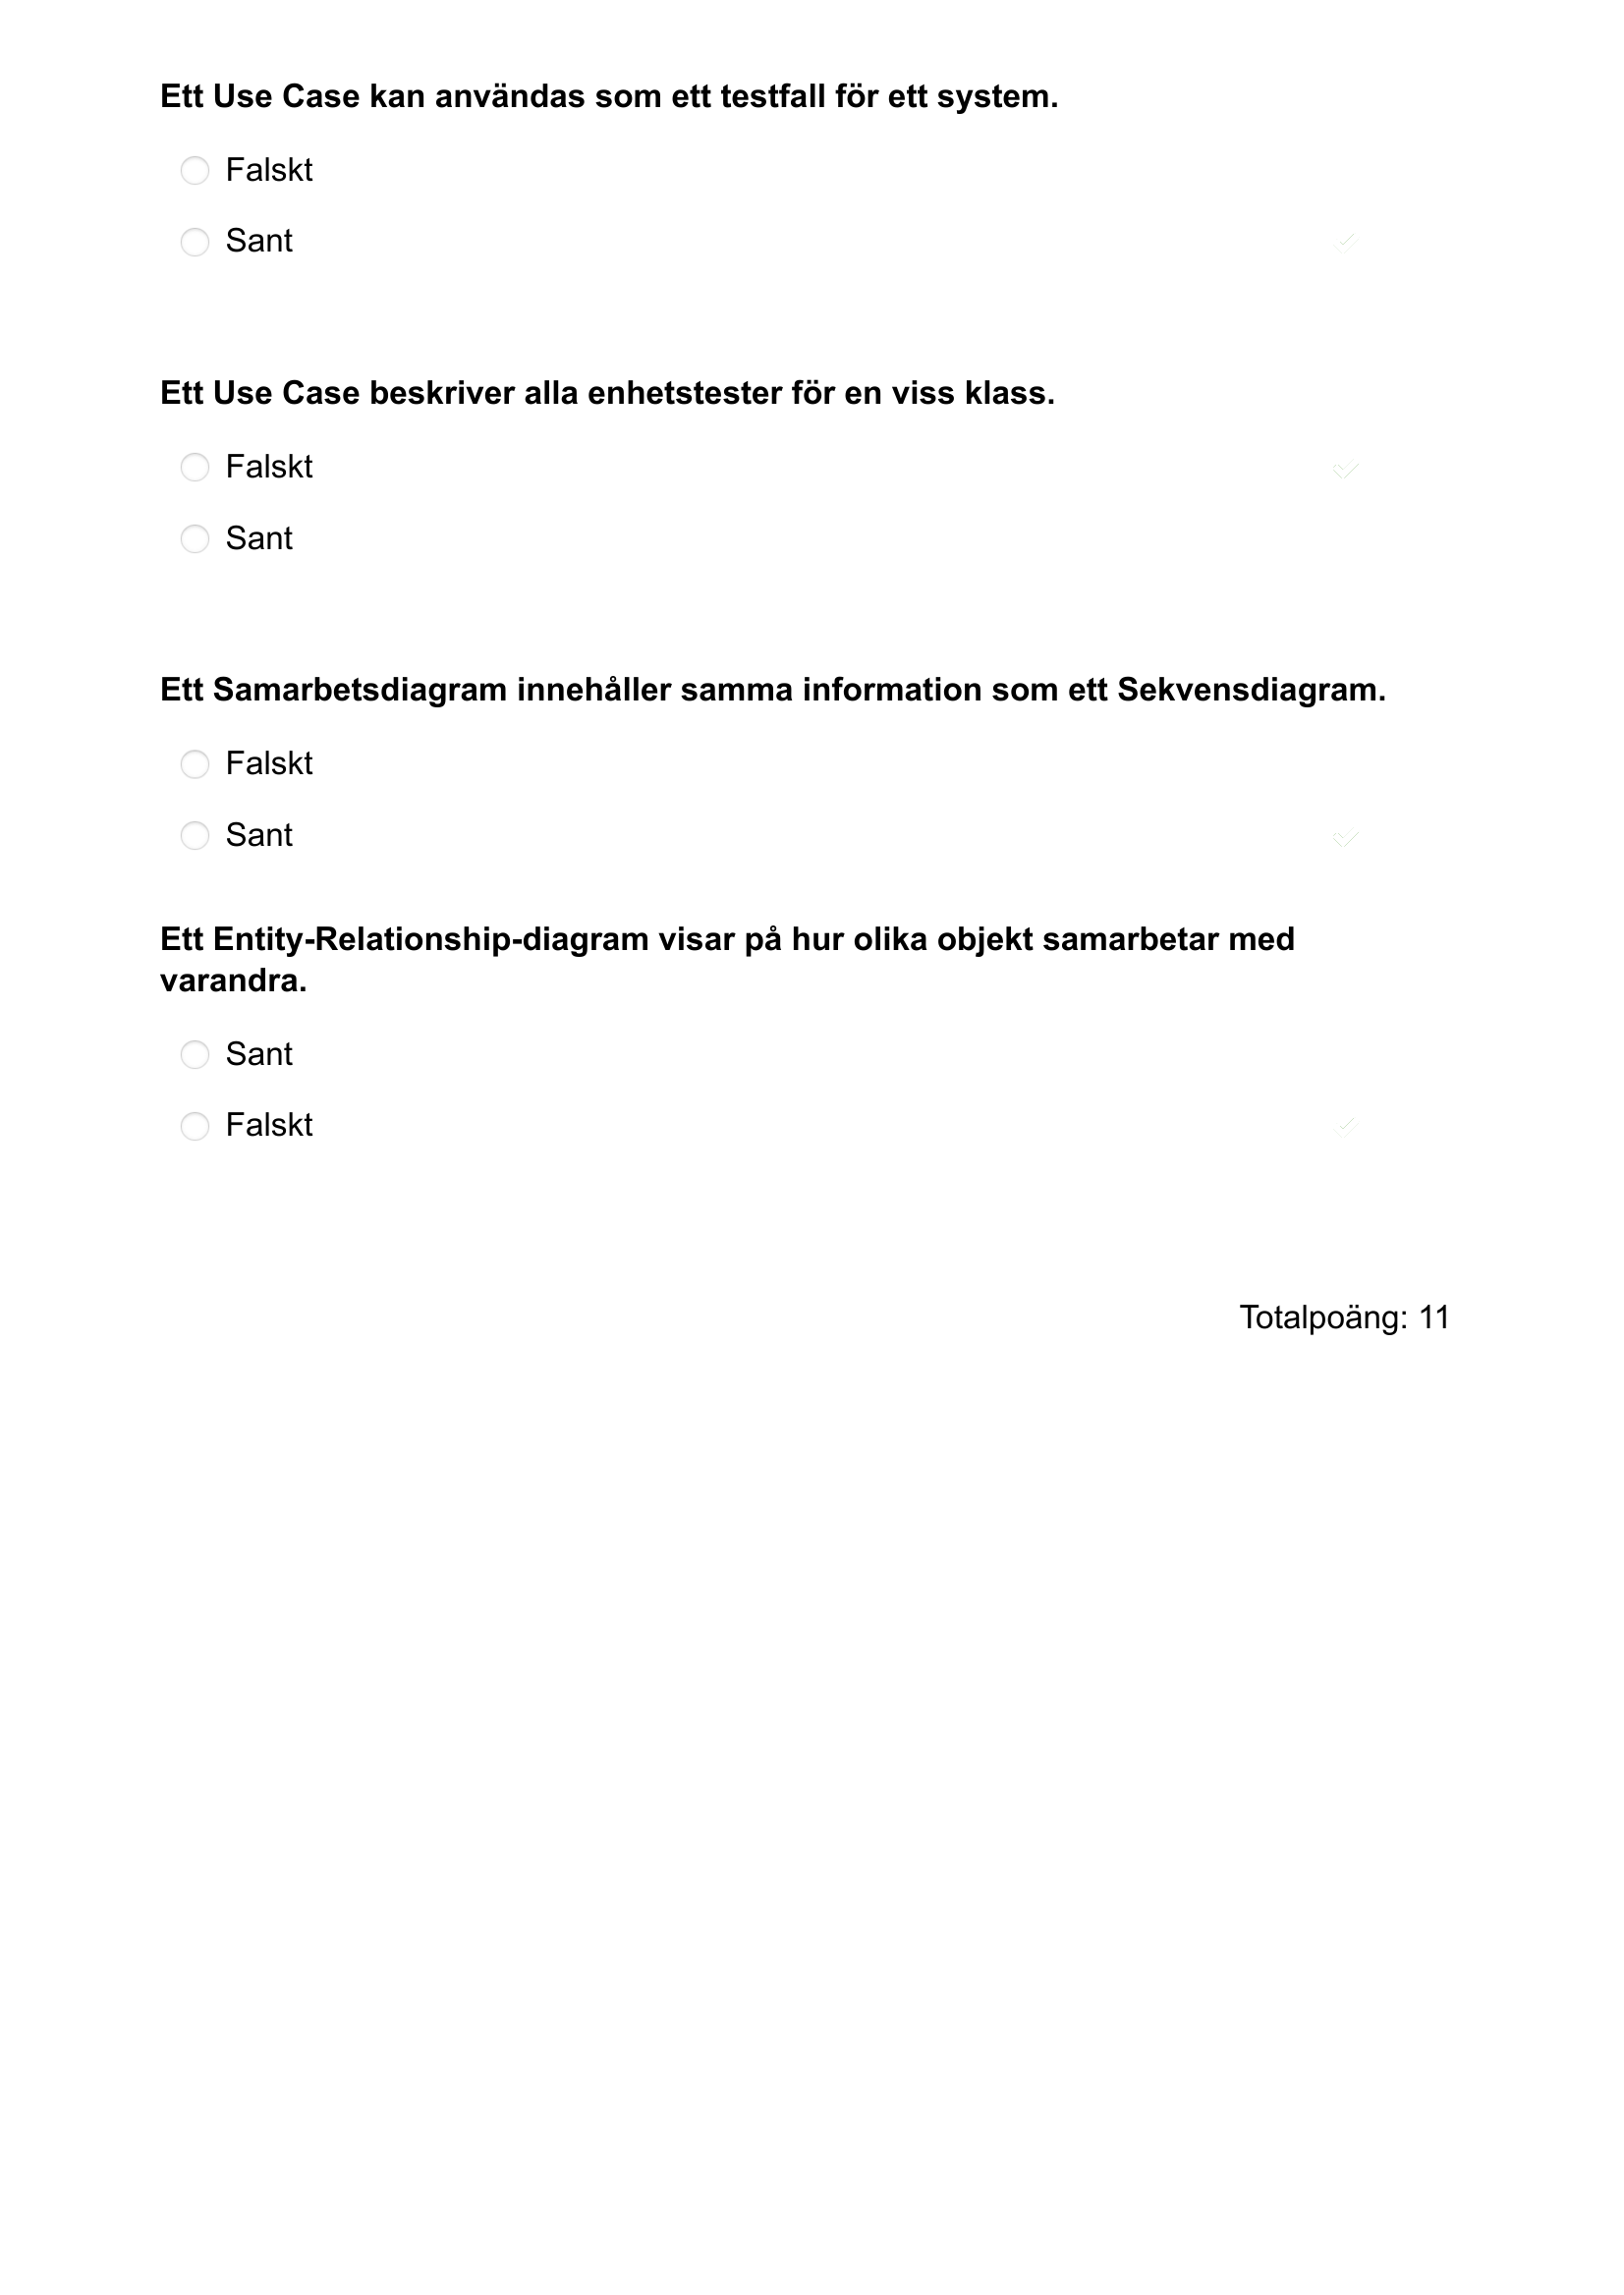 Ett Use Case kan användas som ett testfall för ett system.
Falskt
Sant
Ett Use Case beskriver alla enhetstester för en viss klass.
Falskt
Sant
Ett Samarbetsdiagram innehåller samma information som ett Sekvensdiagram.
Falskt
Sant
Ett Entity-Relationship-diagram visar på hur olika objekt samarbetar med
varandra.
Sant
Falskt
Totalpoäng: 11